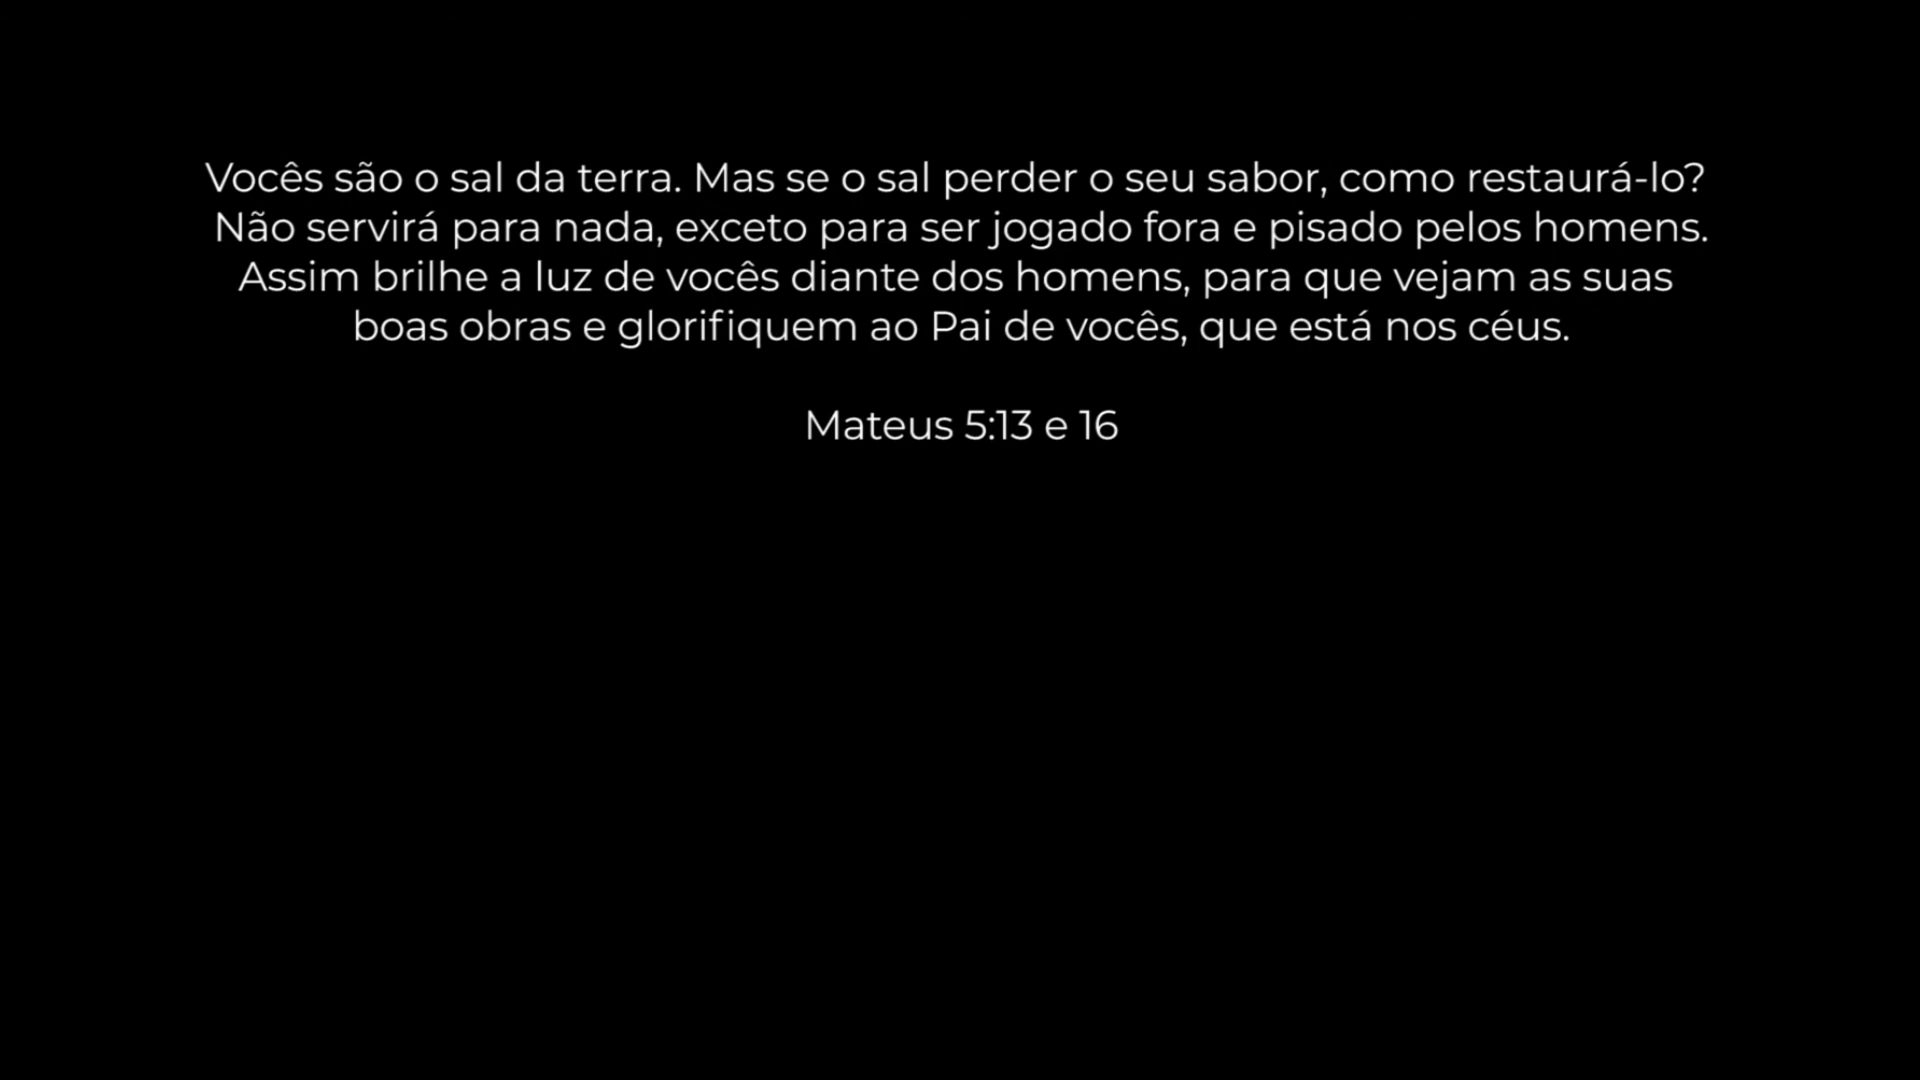 Vocês são o sal da terra. Mas se o sal perder o seu sabor, como restaurá-lo?
Não servirá para nada, exceto para ser jogado fora e pisado pelos homens.
Assim brilhe a luz de vocês diante dos homens, para que vejam as suas
boas obras e glorifiquem ao Pai de vocês, que está nos céus.
Mateus 5:13 e 16